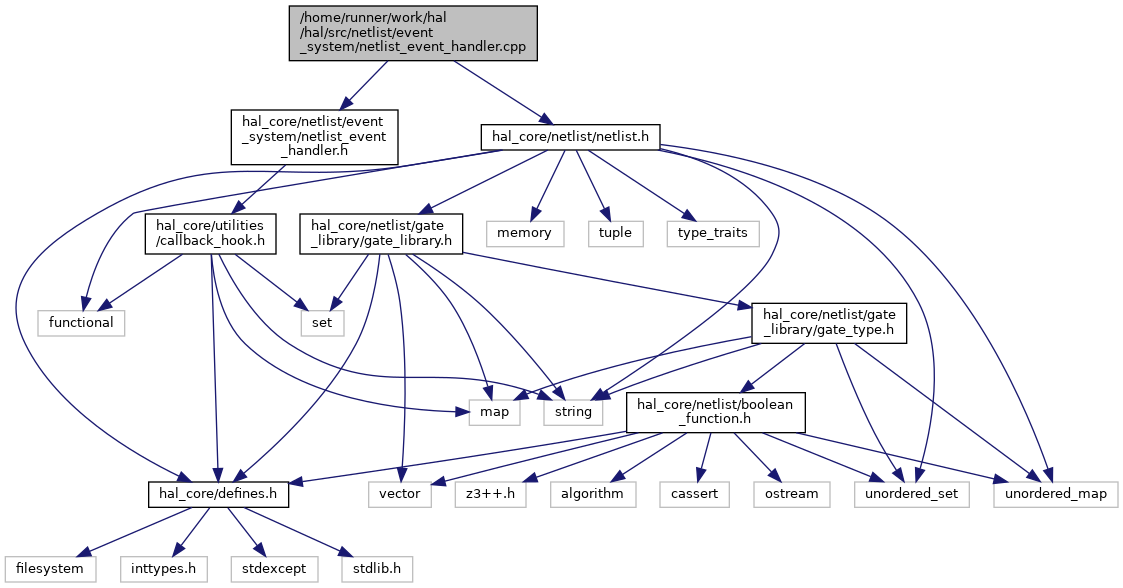 /home/runner/work/hal
/hal/src/netlist/event
_system/netlist_event_handler.cpp
hal_core/netlist/event
_system/netlist_event
_handler.h
hal_core/netlist/netlist.h
hal_core/utilities
/callback_hook.h
hal_core/netlist/gate
_library/gate_library.h
memory
tuple
type_traits
functional
set
hal_core/netlist/gate
_library/gate_type.h
map
string
hal_core/netlist/boolean
_function.h
hal_core/defines.h
vector
z3++.h
algorithm
cassert
ostream
unordered_set
unordered_map
filesystem
inttypes.h
stdexcept
stdlib.h